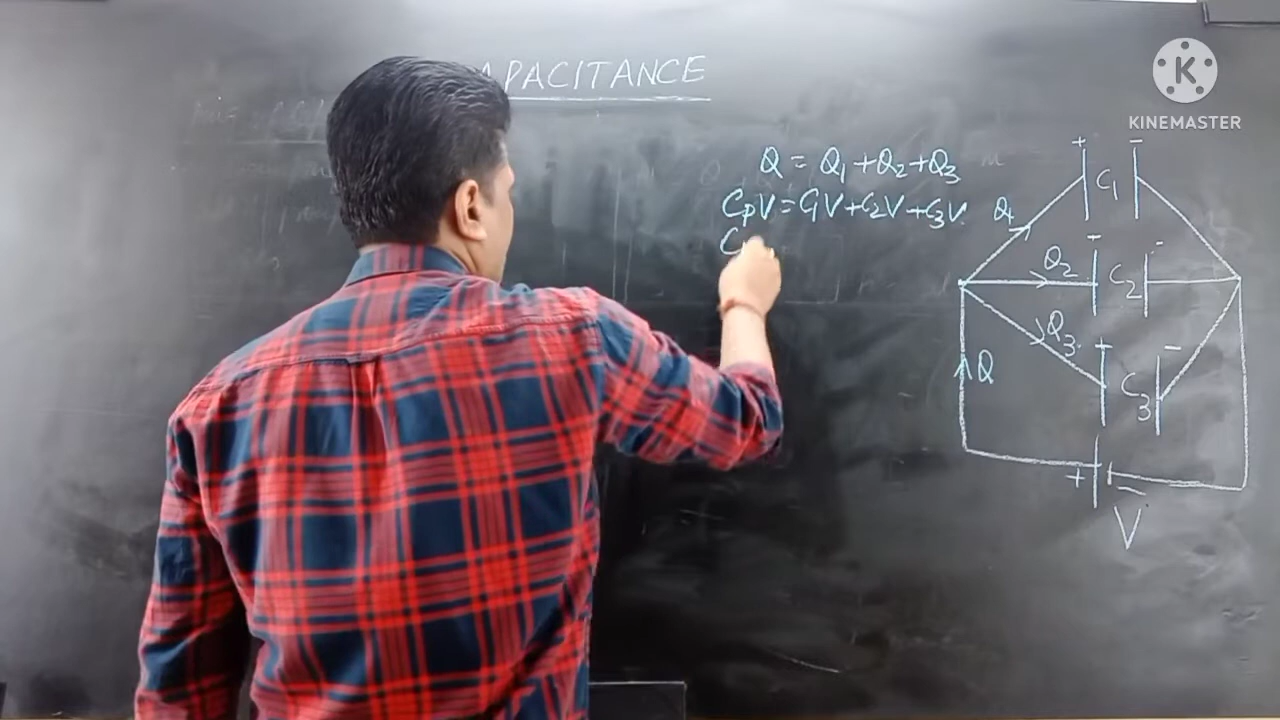 APACITANCE
Q = Q1 + Q2 + Q3
CpV = C1V + C2V + C3V
C
Q1
C1
Q2
C2
Q3
C3
Q
+ -
V
K
KINEMASTER